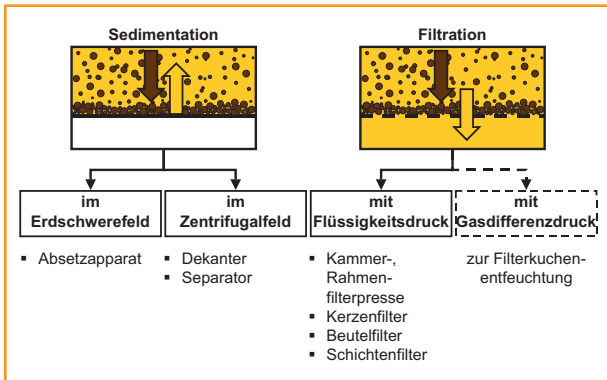 Sedimentation
Filtration
im
Erdschwerefeld
im
Zentrifugalfeld
mit
Flüssigkeitsdruck
mit
Gasdifferenzdruck
▪ Absetzapparat
▪ Dekanter
▪ Separator
▪ Kammer-,
Rahmen-
filterpresse
▪ Kerzenfilter
▪ Beutelfilter
▪ Schichtenfilter
zur Filterkuchen-
entfeuchtung